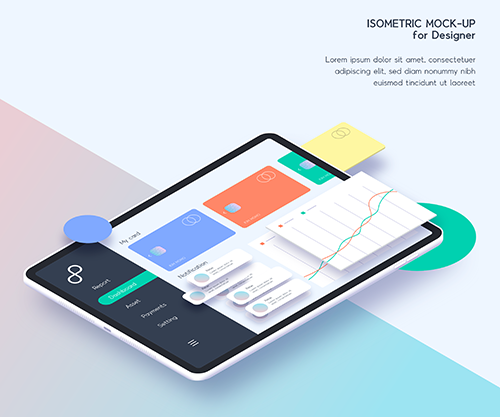 ISOMETRIC MOCK-UP
for Designer
Lorem ipsum dolor sit amet, consectetuer
adipiscing elit, sed diam nonummy nibh
euismod tincidunt ut laoreet
My card
Notification
Report
Dashboard
Asset
Payments
Setting